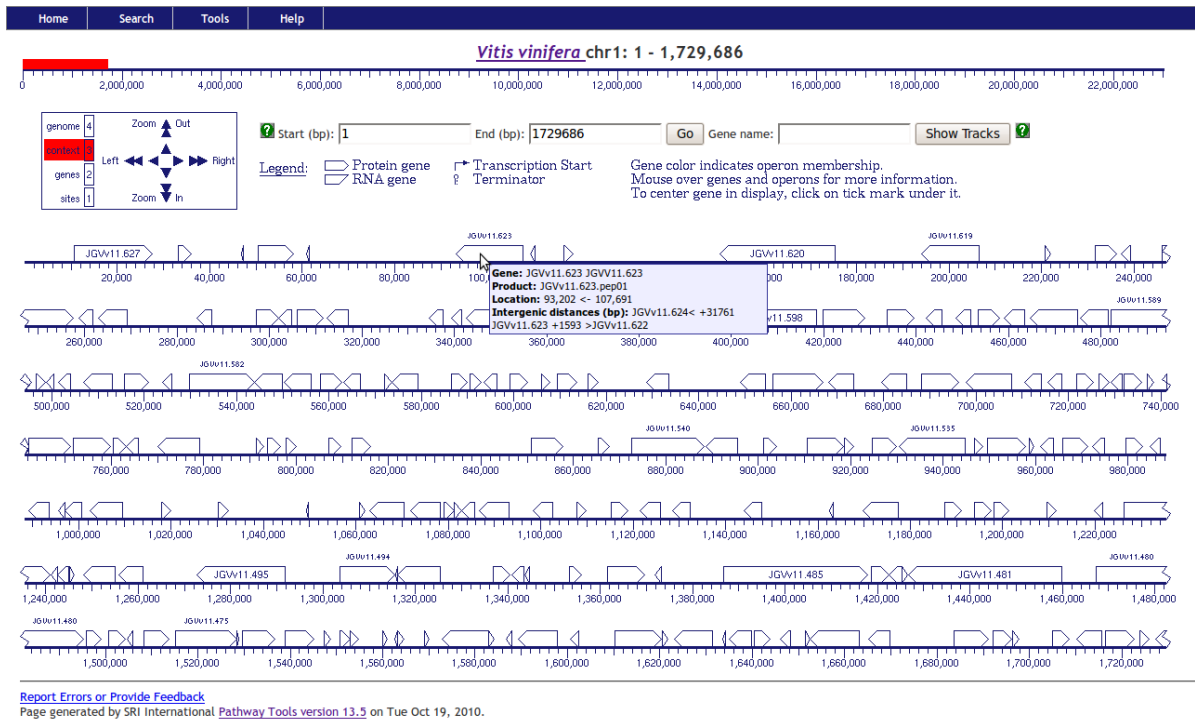 Home Search Tools Help
Vitis vinifera chr1: 1 - 1,729,686
0 2,000,000 4,000,000 6,000,000 8,000,000 10,000,000 12,000,000 14,000,000 16,000,000 18,000,000 20,000,000 22,000,000
genome 4 Zoom Out
context 3 Left Right
genes 2
sites 1 Zoom In
Start (bp): 1 End (bp): 1729686 Go Gene name: Show Tracks
Legend: Protein gene Transcription Start
RNA gene Terminator
Gene color indicates operon membership.
Mouse over genes and operons for more information.
To center gene in display, click on tick mark under it.
JGVv11.623 JGVv11.619
JGVv11.627 JGVv11.620
20,000 40,000 60,000 80,000 180,000 200,000 220,000 240,000
Gene: JGVv11.623 JGVV11.623
Product: JGVv11.623.pep01
Location: 93,202 <- 107,691
Intergenic distances (bp): JGVv11.624< +31761
JGVv11.623 +1593 >JGVv11.622
JGVv11.589
260,000 280,000 300,000 320,000 340,000 360,000 380,000 400,000 420,000 440,000 460,000 480,000
JGVv11.582
500,000 520,000 540,000 560,000 580,000 600,000 620,000 640,000 660,000 680,000 700,000 720,000 740,000
JGVv11.540 JGVv11.535
760,000 780,000 800,000 820,000 840,000 860,000 880,000 900,000 920,000 940,000 960,000 980,000
1,000,000 1,020,000 1,040,000 1,060,000 1,080,000 1,100,000 1,120,000 1,140,000 1,160,000 1,180,000 1,200,000 1,220,000
JGVv11.494 JGVv11.480
JGVv11.495 JGVv11.485 JGVv11.481
1,240,000 1,260,000 1,280,000 1,300,000 1,320,000 1,340,000 1,360,000 1,380,000 1,400,000 1,420,000 1,440,000 1,460,000 1,480,000
JGVv11.480 JGVv11.475
1,500,000 1,520,000 1,540,000 1,560,000 1,580,000 1,600,000 1,620,000 1,640,000 1,660,000 1,680,000 1,700,000 1,720,000
Report Errors or Provide Feedback
Page generated by SRI International Pathway Tools version 13.5 on Tue Oct 19, 2010.